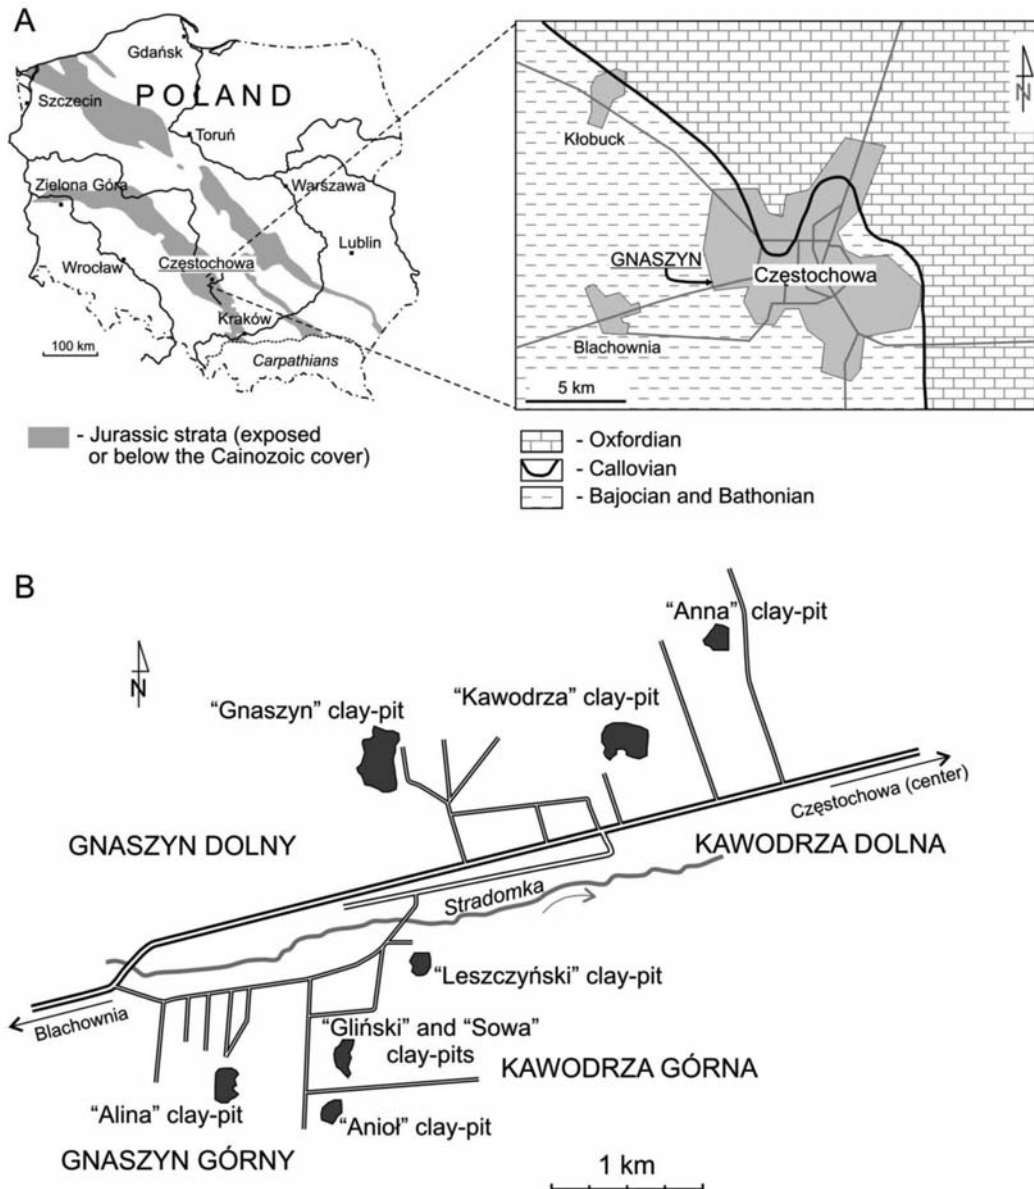 A
Gdańsk
POLAND
Szczecin
Toruń
Zielona Góra
Warszawa
Lublin
Wrocław
Częstochowa
Kraków
100 km
Carpathians
- Jurassic strata (exposed
or below the Cainozoic cover)
N
Kłobuck
GNASZYN
Częstochowa
Blachownia
5 km
- Oxfordian
- Callovian
- Bajocian and Bathonian
B
N
"Anna" clay-pit
"Gnaszyn" clay-pit
"Kawodrza" clay-pit
Częstochowa (center)
GNASZYN DOLNY
KAWODRZA DOLNA
Stradomka
"Leszczyński" clay-pit
Blachownia
"Gliński" and "Sowa"
clay-pits
KAWODRZA GÓRNA
"Alina" clay-pit
"Anioł" clay-pit
GNASZYN GÓRNY
1 km